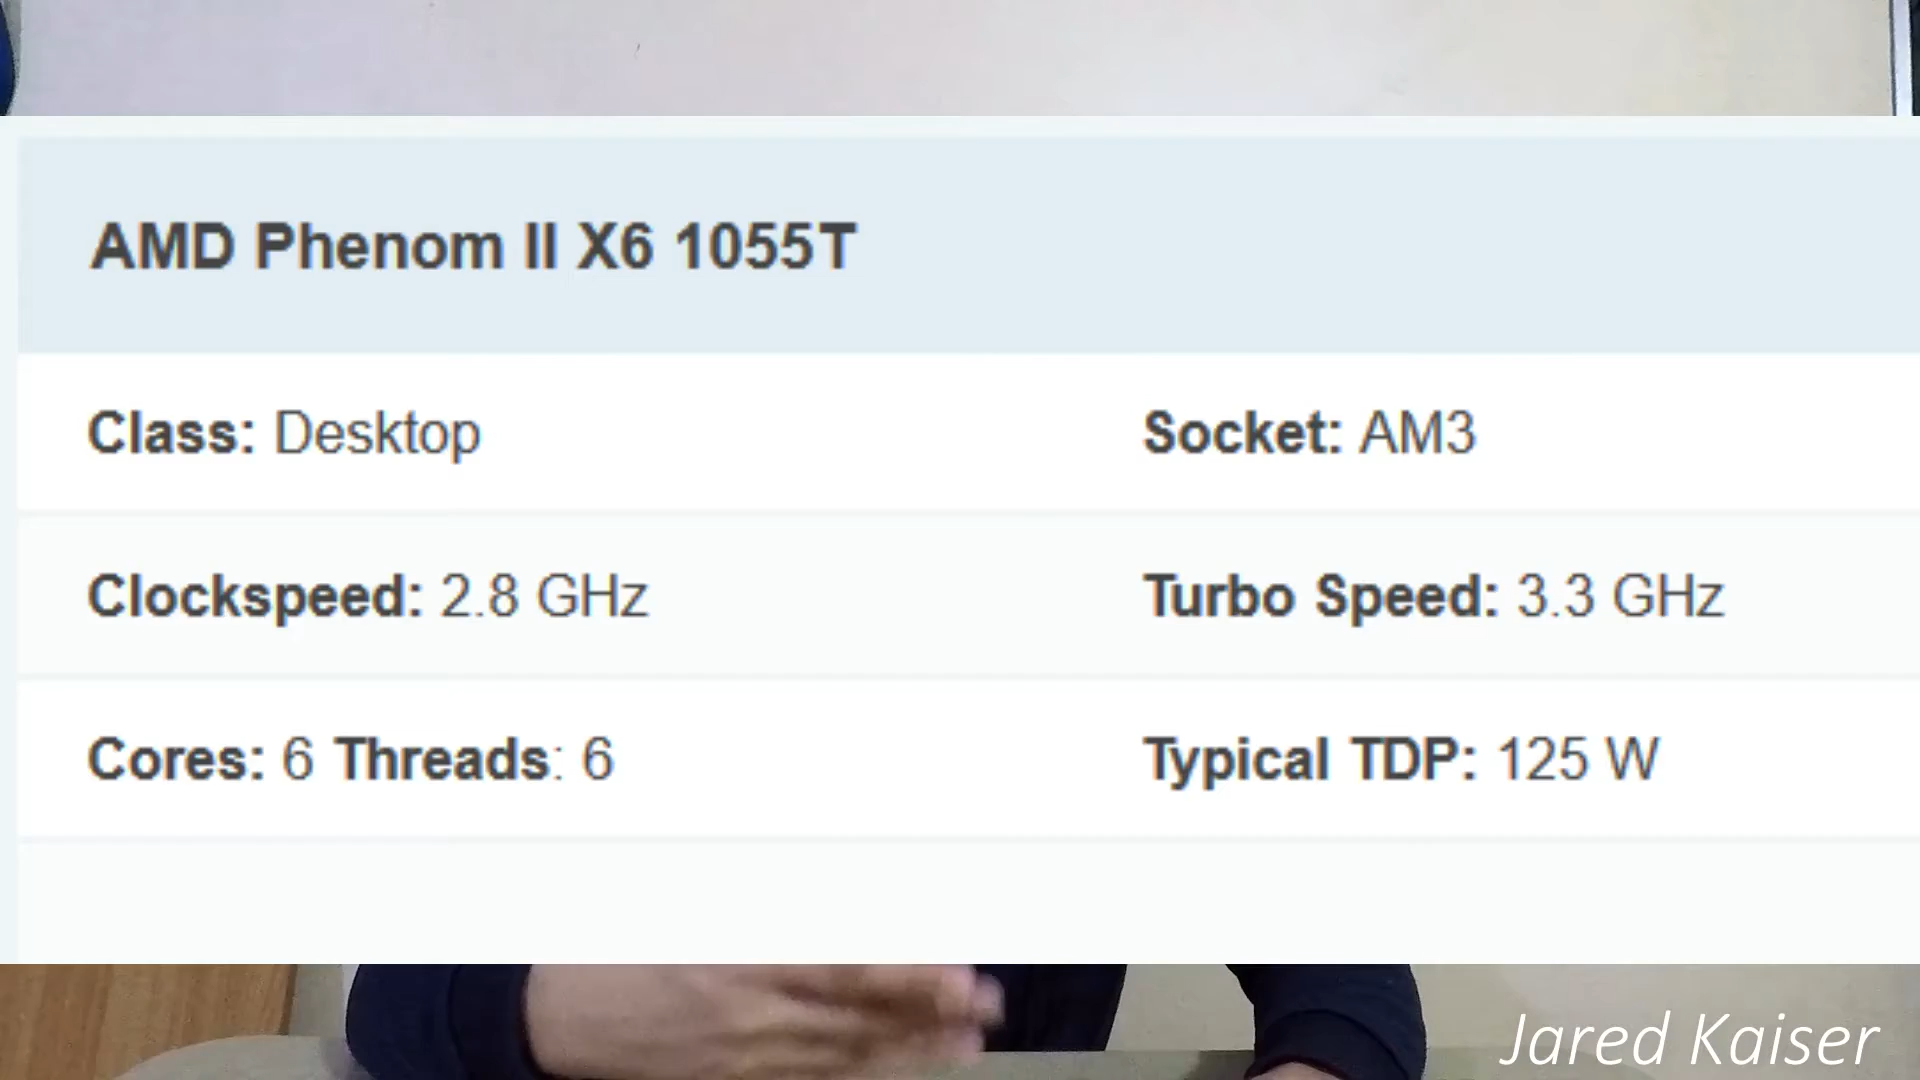 AMD Phenom II X6 1055T
Class: Desktop
Socket: AM3
Clockspeed: 2.8 GHz
Turbo Speed: 3.3 GHz
Cores: 6 Threads: 6
Typical TDP: 125 W
Jared Kaiser